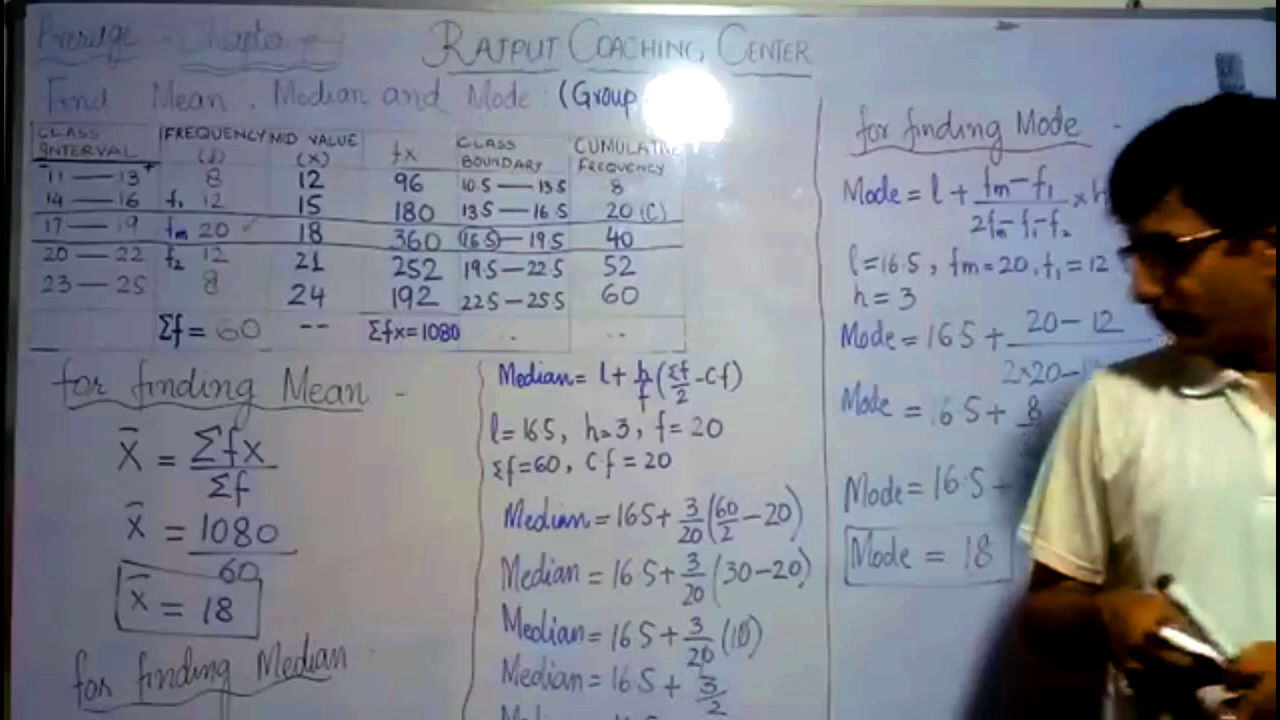 Average - Chapter
RAJPUT COACHING CENTER
Find Mean, Median and Mode: (Group
CLASS INTERVAL FREQUENCY (f) MID VALUE (x) fx CLASS BOUNDARY CUMULATIVE FREQUENCY
11 — 13 8 12 96 10.5 — 13.5 8
14 — 16 f₁ 12 15 180 13.5 — 16.5 20 (C)
17 — 19 fm 20 ✓ 18 360 16.5 — 19.5 40
20 — 22 f₂ 12 21 252 19.5 — 22.5 52
23 — 25 8 24 192 22.5 — 25.5 60
Σf = 60 -- Σfx = 1080 .. ..
for finding Mean -
X̄ = Σfx / Σf
x̄ = 1080 / 60
x̄ = 18
for finding Median
Median = l + h/f (Σf/2 - Cf)
l = 16.5, h = 3, f = 20
Σf = 60, Cf = 20
Median = 16.5 + 3/20 (60/2 - 20)
Median = 16.5 + 3/20 (30 - 20)
Median = 16.5 + 3/20 (10)
Median = 16.5 + 3/2
for finding Mode -
Mode = l + fm - f₁ / 2fm - f₁ - f₂ × h
l = 16.5, fm = 20, f₁ = 12
h = 3
Mode = 16.5 + 20 - 12 / 2×20 -
Mode = 16.5 + 8
Mode = 16.5
Mode = 18